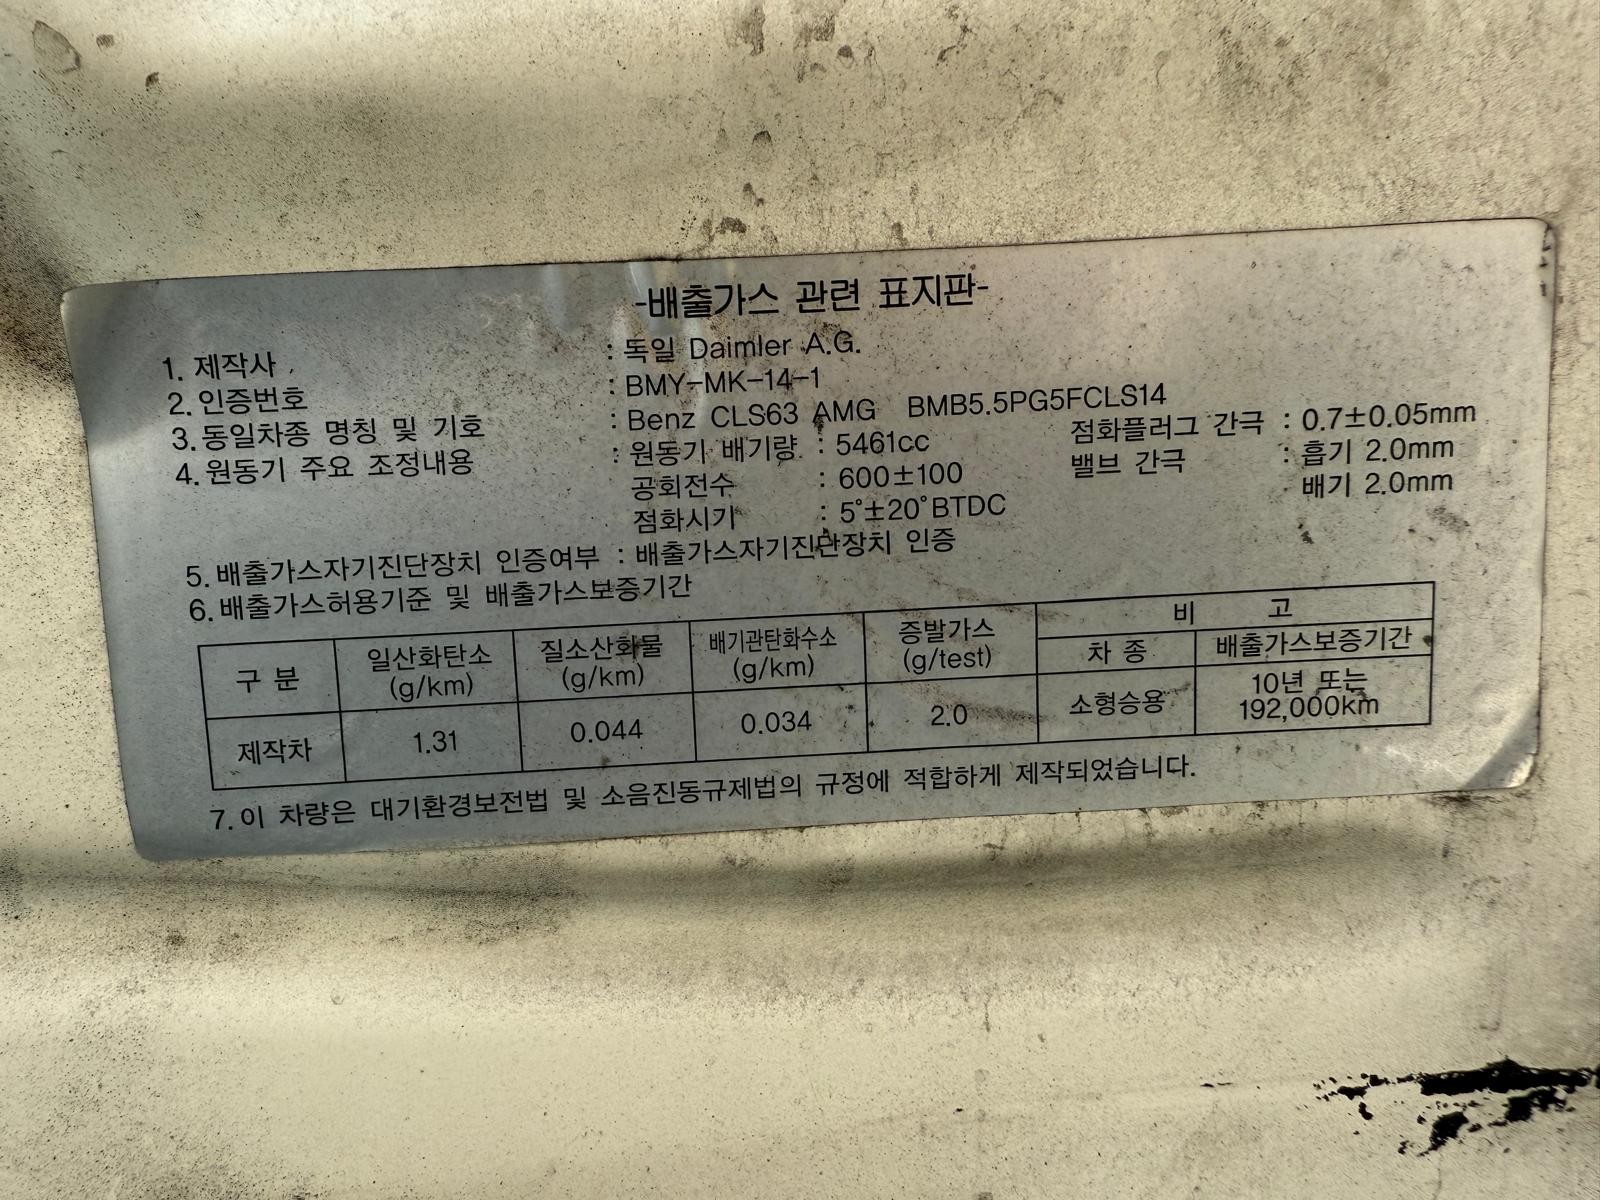 -배출가스 관련 표지판-
1. 제작사 : 독일 Daimler A.G.
2. 인증번호 : BMY-MK-14-1
3. 동일차종 명칭 및 기호 : Benz CLS63 AMG BMB5.5PG5FCLS14
4. 원동기 주요 조정내용 : 원동기 배기량 : 5461cc 점화플러그 간극 : 0.7±0.05mm
공회전수 : 600±100 밸브 간극 : 흡기 2.0mm
점화시기 : 5°±20°BTDC 배기 2.0mm
5. 배출가스자기진단장치 인증여부 : 배출가스자기진단장치 인증
6. 배출가스허용기준 및 배출가스보증기간
구 분 일산화탄소 (g/km) 질소산화물 (g/km) 배기관탄화수소 (g/km) 증발가스 (g/test) 비 고
차 종 배출가스보증기간
제작차 1.31 0.044 0.034 2.0 소형승용 10년 또는
192,000km
7. 이 차량은 대기환경보전법 및 소음진동규제법의 규정에 적합하게 제작되었습니다.